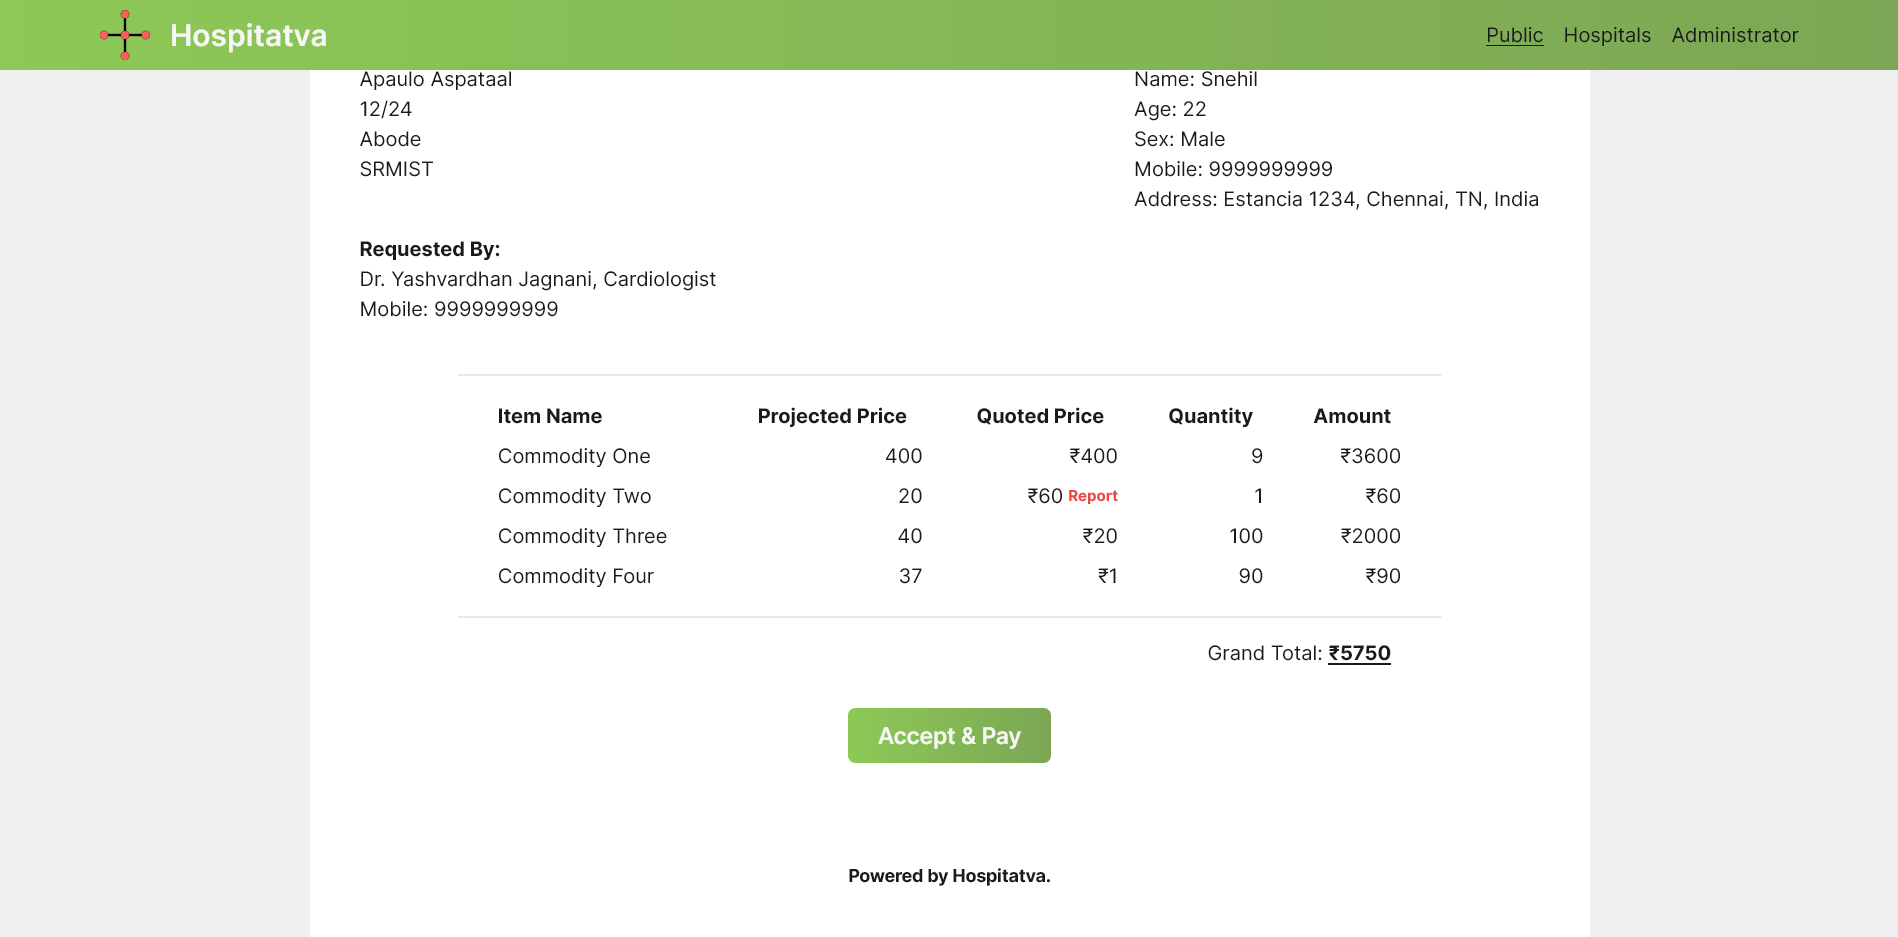 Hospitatva
Public Hospitals Administrator
Apaulo Aspataal
12/24
Abode
SRMIST
Name: Snehil
Age: 22
Sex: Male
Mobile: 9999999999
Address: Estancia 1234, Chennai, TN, India
Requested By:
Dr. Yashvardhan Jagnani, Cardiologist
Mobile: 9999999999
Item Name Projected Price Quoted Price Quantity Amount
Commodity One 400 ₹400 9 ₹3600
Commodity Two 20 ₹60 Report 1 ₹60
Commodity Three 40 ₹20 100 ₹2000
Commodity Four 37 ₹1 90 ₹90
Grand Total: ₹5750
Accept & Pay
Powered by Hospitatva.